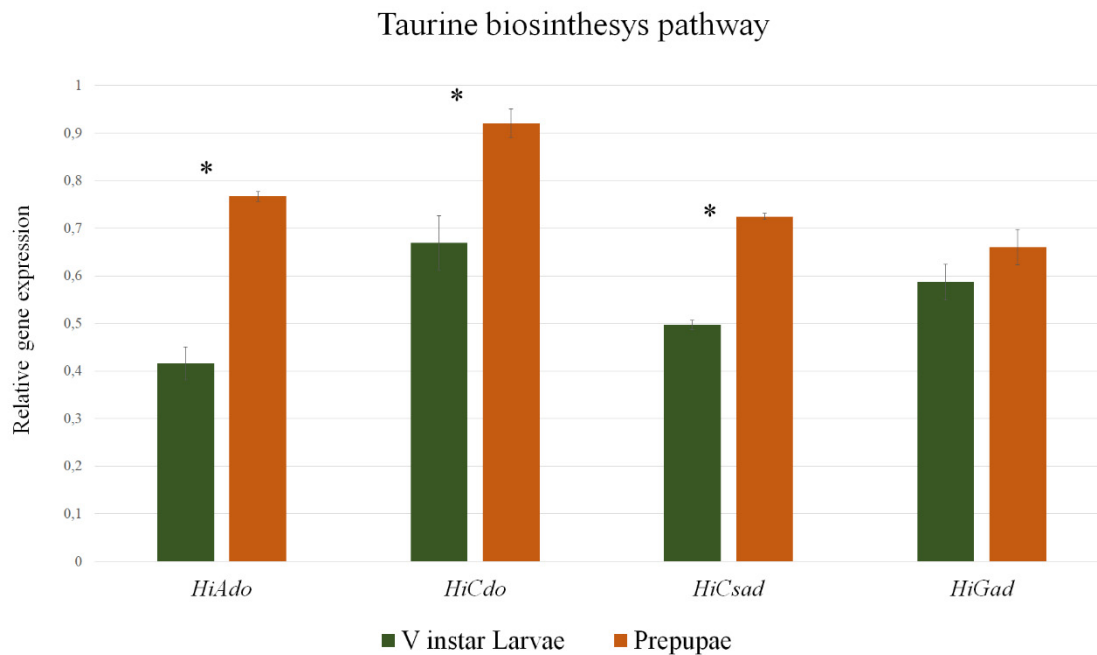 Taurine biosinthesys pathway
Relative gene expression
1
0,9
0,8
0,7
0,6
0,5
0,4
0,3
0,2
0,1
0
*
*
*
HiAdo
HiCdo
HiCsad
HiGad
V instar Larvae
Prepupae